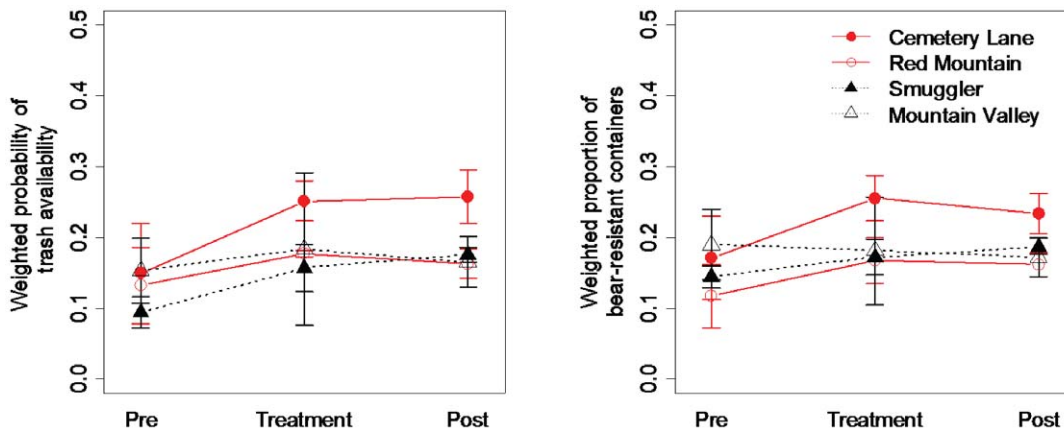 Weighted probability of
trash availability
0.5
0.4
0.3
0.2
0.1
0.0
Pre Treatment Post
Weighted proportion of
bear-resistant containers
0.5
0.4
0.3
0.2
0.1
0.0
Cemetery Lane
Red Mountain
Smuggler
Mountain Valley
Pre Treatment Post